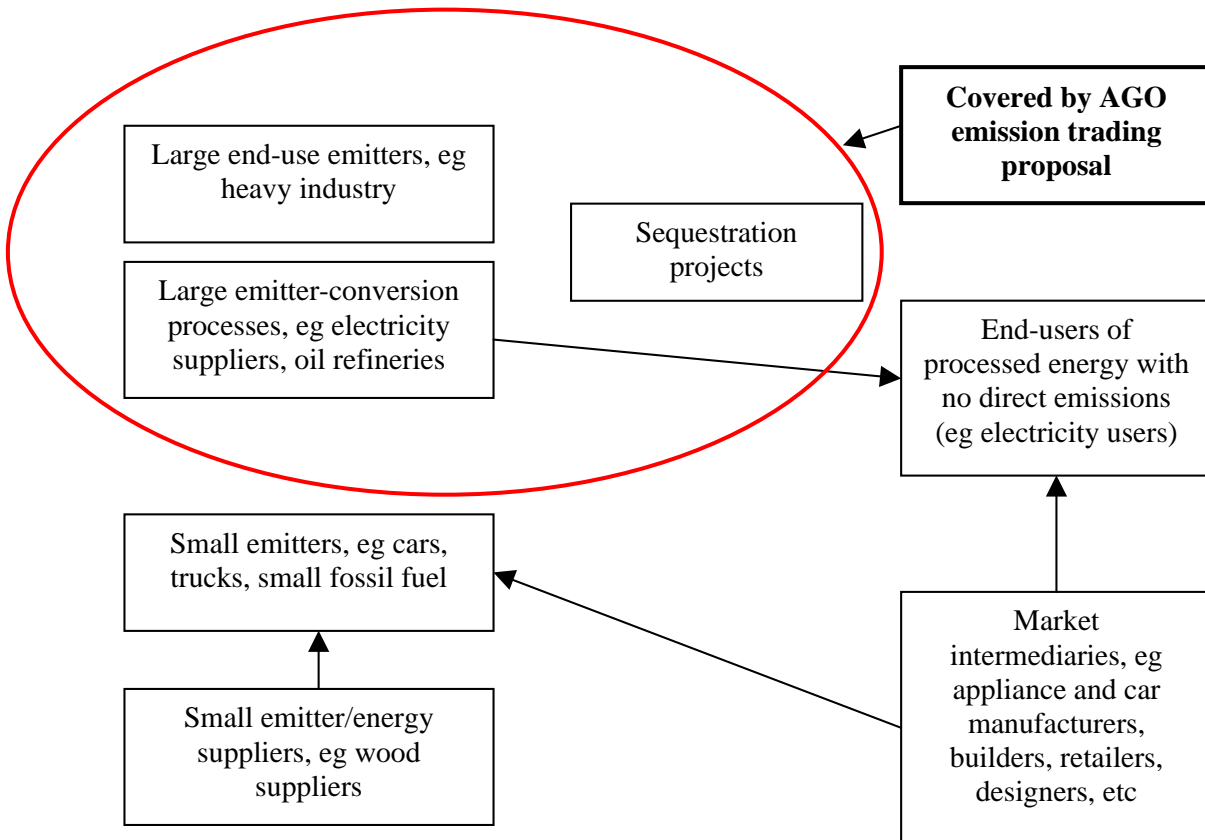 Covered by AGO
emission trading
proposal
Large end-use emitters, eg
heavy industry
Sequestration
projects
Large emitter-conversion
processes, eg electricity
suppliers, oil refineries
End-users of
processed energy with
no direct emissions
(eg electricity users)
Small emitters, eg cars,
trucks, small fossil fuel
Market
intermediaries, eg
appliance and car
manufacturers,
builders, retailers,
designers, etc
Small emitter/energy
suppliers, eg wood
suppliers